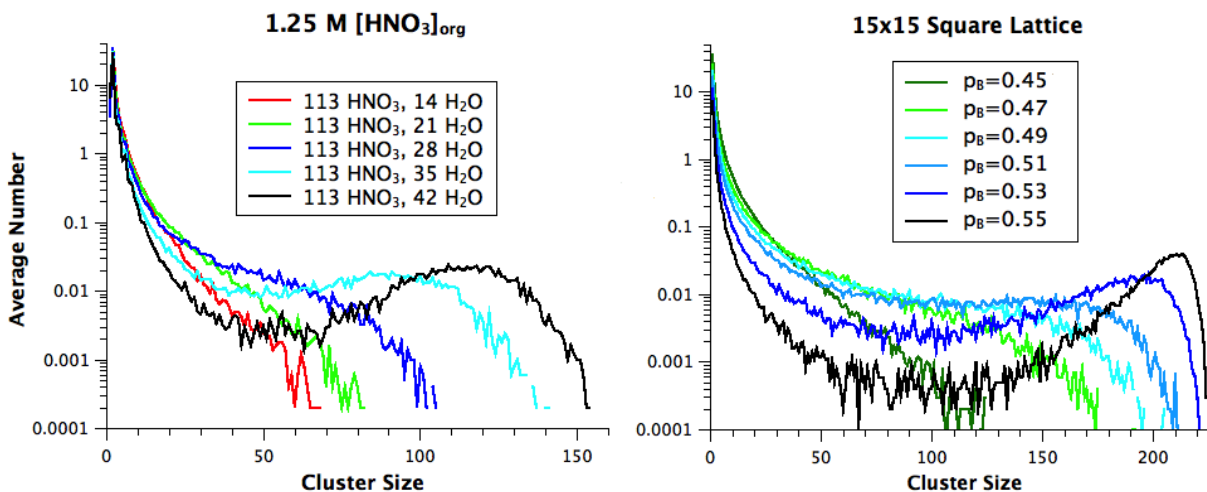 1.25 M [HNO₃]org
Average Number
10
1
0.1
0.01
0.001
0.0001
113 HNO₃, 14 H₂O
113 HNO₃, 21 H₂O
113 HNO₃, 28 H₂O
113 HNO₃, 35 H₂O
113 HNO₃, 42 H₂O
0 50 100 150
Cluster Size
15x15 Square Lattice
10
1
0.1
0.01
0.001
0.0001
pB=0.45
pB=0.47
pB=0.49
pB=0.51
pB=0.53
pB=0.55
0 50 100 150 200
Cluster Size